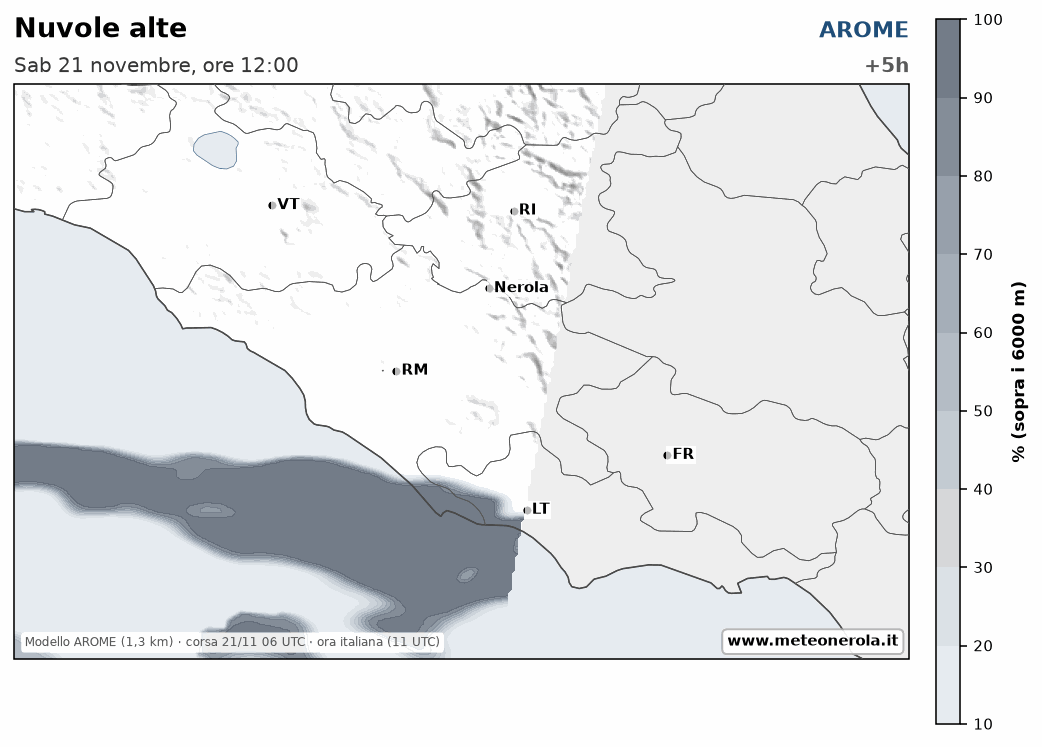 Nuvole alte
AROME
Sab 21 novembre, ore 12:00
+5h
VT
RI
Nerola
RM
FR
LT
Modello AROME (1,3 km) · corsa 21/11 06 UTC · ora italiana (11 UTC)
www.meteonerola.it
100
90
80
70
60
50
40
30
20
10
% (sopra i 6000 m)